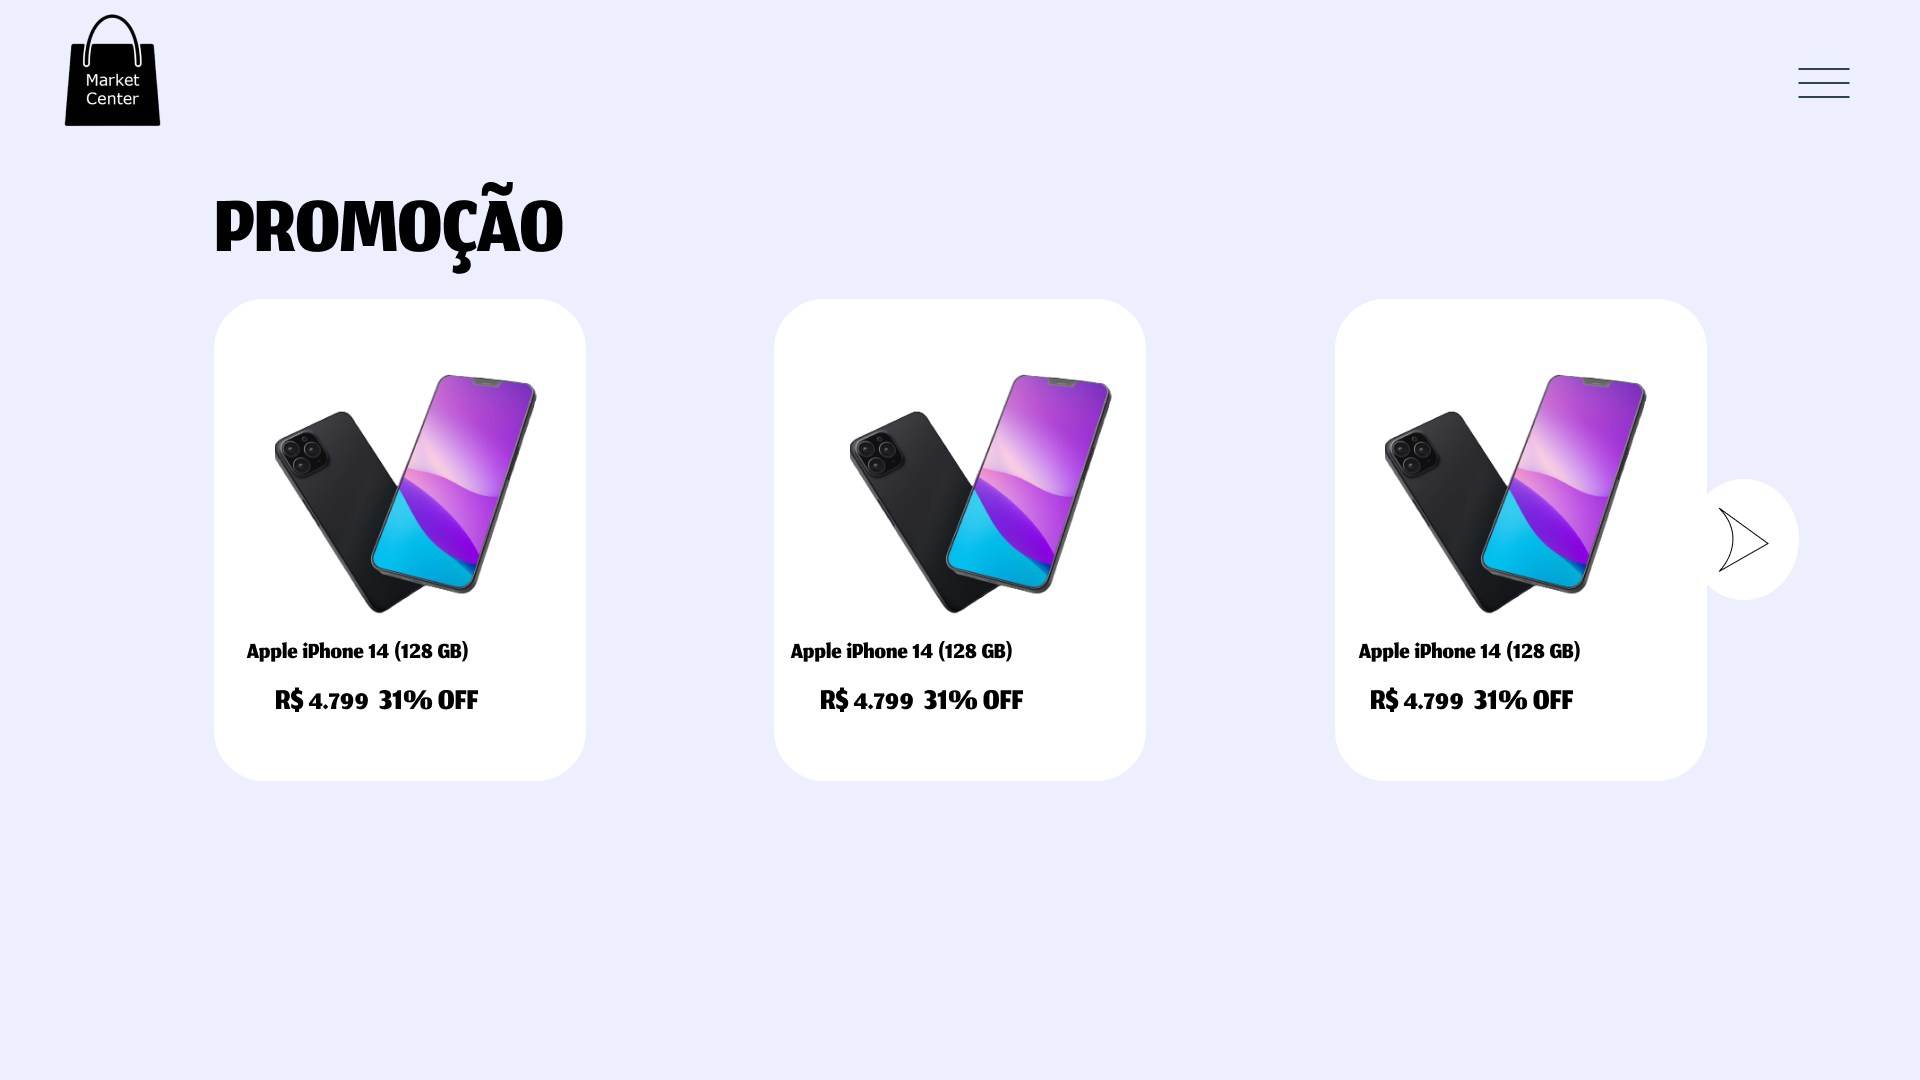 Market
Center
PROMOÇÃO
Apple iPhone 14 (128 GB)
R$ 4.799 31% OFF
Apple iPhone 14 (128 GB)
R$ 4.799 31% OFF
Apple iPhone 14 (128 GB)
R$ 4.799 31% OFF